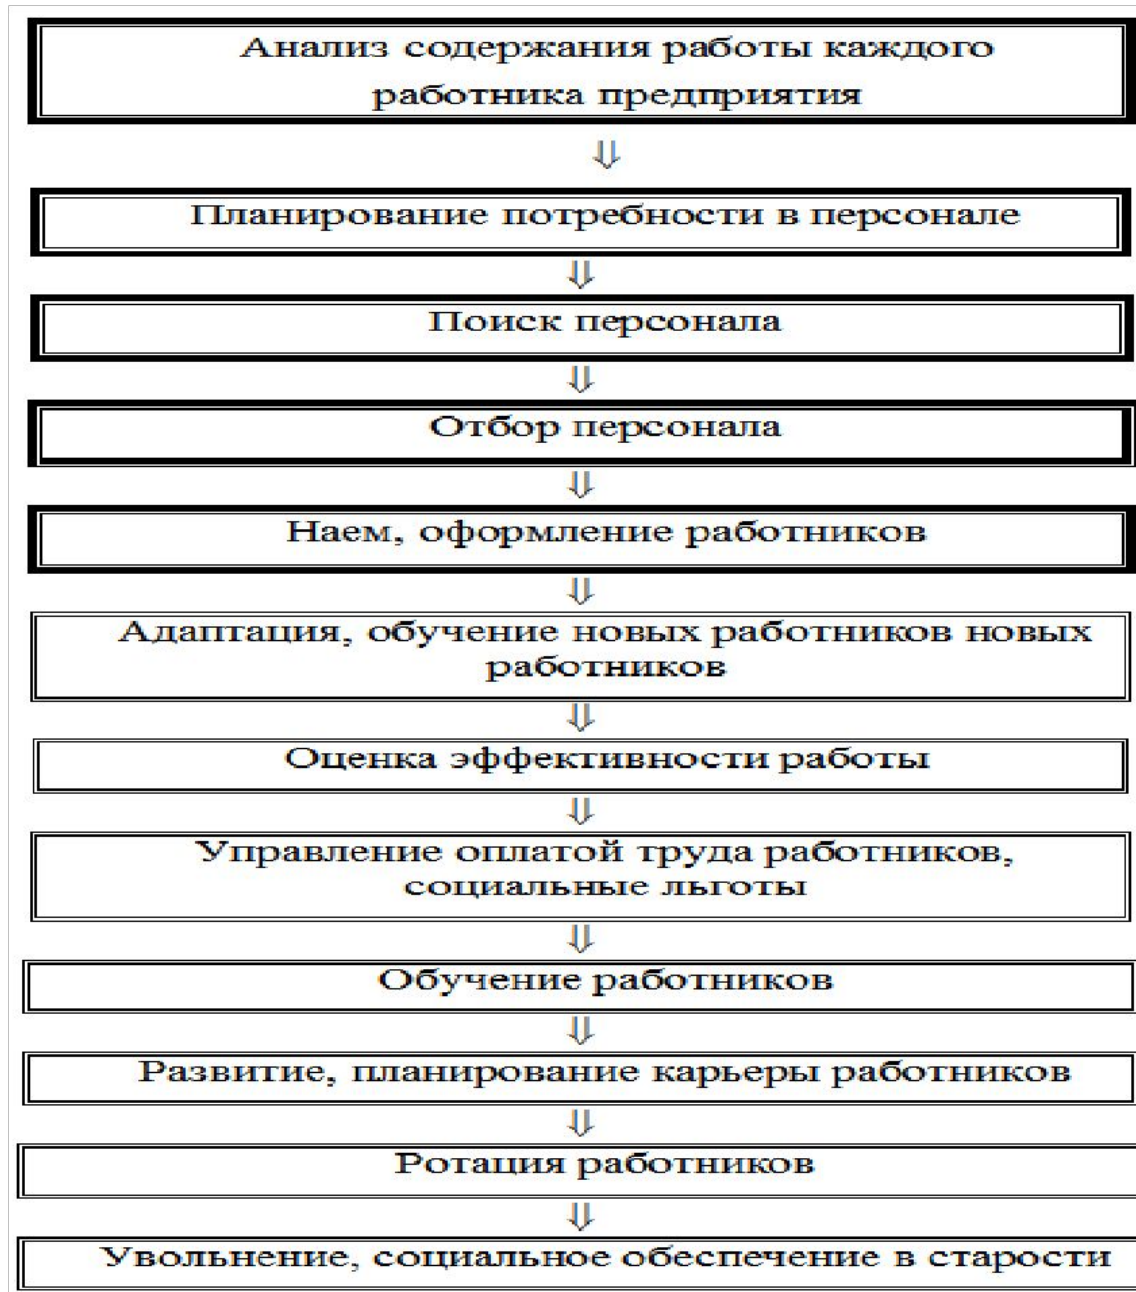 Анализ содержания работы каждого
работника предприятия
Планирование потребности в персонале
Поиск персонала
Отбор персонала
Наем, оформление работников
Адаптация, обучение новых работников новых
работников
Оценка эффективности работы
Управление оплатой труда работников,
социальные льготы
Обучение работников
Развитие, планирование карьеры работников
Ротация работников
Увольнение, социальное обеспечение в старости